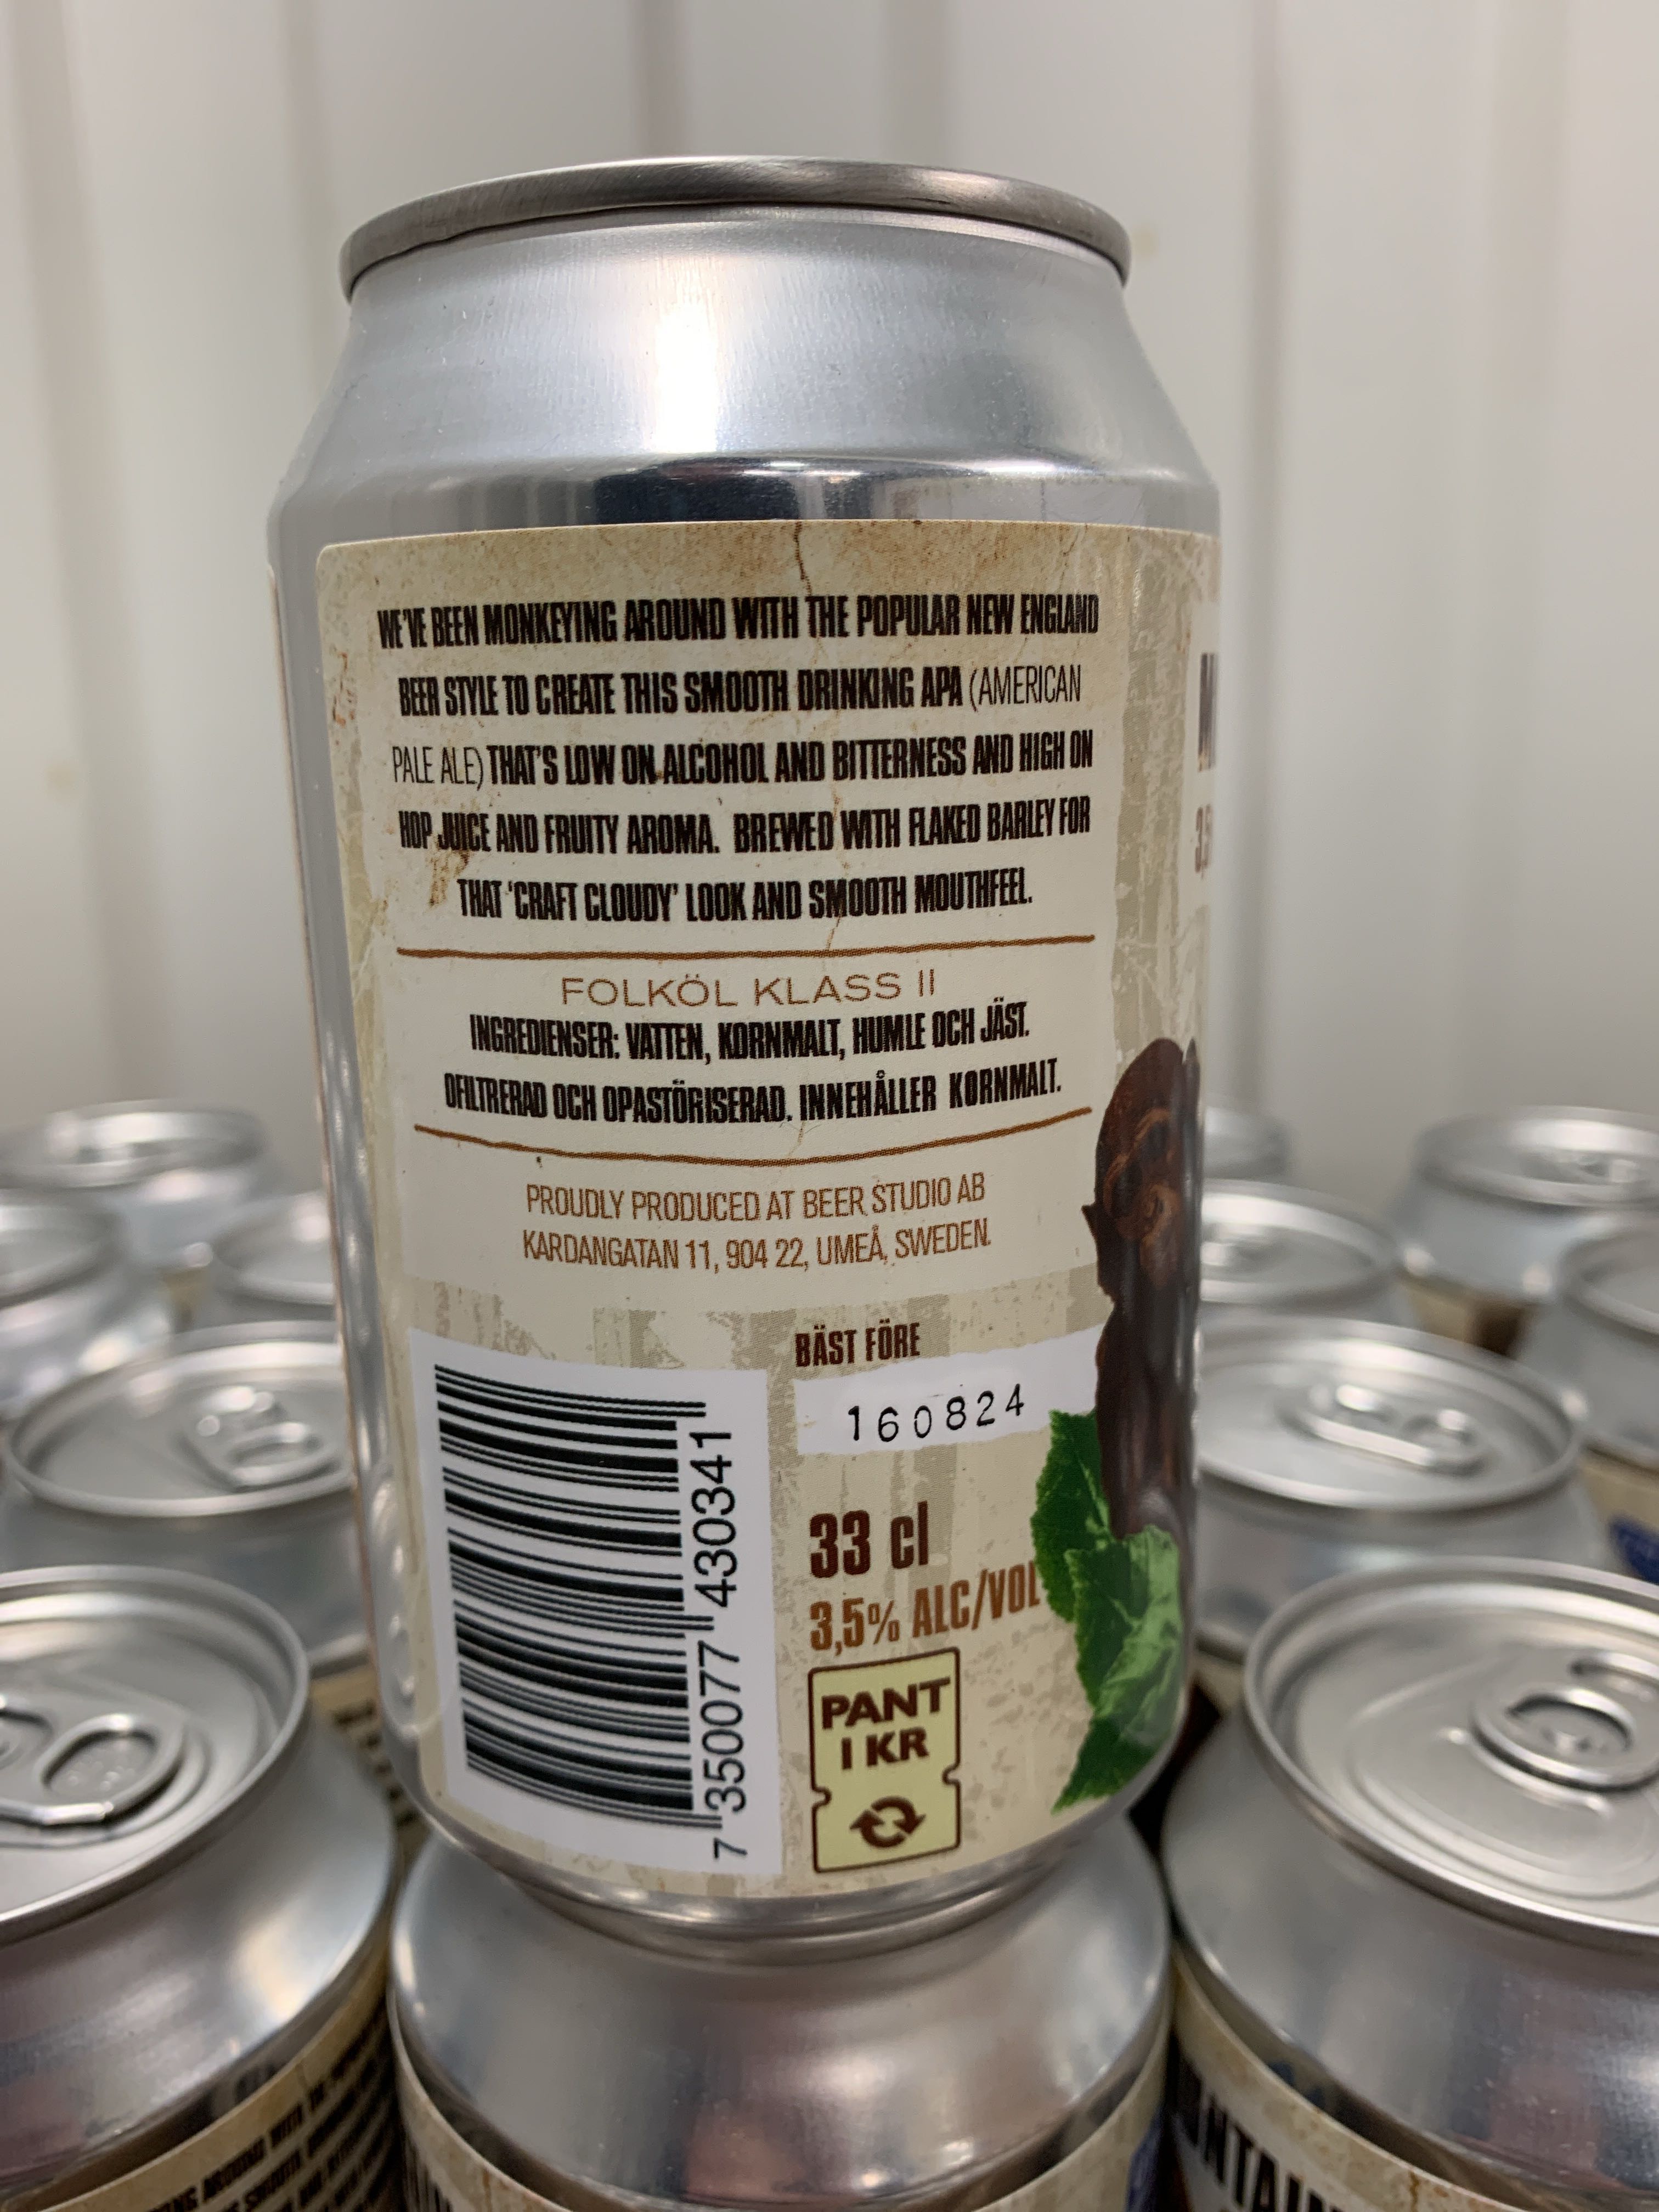 WE'VE BEEN MONKEYING AROUND WITH THE POPULAR NEW ENGLAND
BEER STYLE TO CREATE THIS SMOOTH DRINKING APA (AMERICAN
PALE ALE) THAT'S LOW ON ALCOHOL AND BITTERNESS AND HIGH ON
HOP JUICE AND FRUITY AROMA. BREWED WITH FLAKED BARLEY FOR
THAT 'CRAFT CLOUDY' LOOK AND SMOOTH MOUTHFEEL.
FOLKÖL KLASS II
INGREDIENSER: VATTEN, KORNMALT, HUMLE OCH JÄST.
OFILTRERAD OCH OPASTÖRISERAD. INNEHÅLLER KORNMALT.
PROUDLY PRODUCED AT BEER STUDIO AB
KARDANGATAN 11, 904 22, UMEÅ, SWEDEN.
BÄST FÖRE
160824
33 cl
3,5% ALC/VOL
PANT
1 KR
7 350077 430341